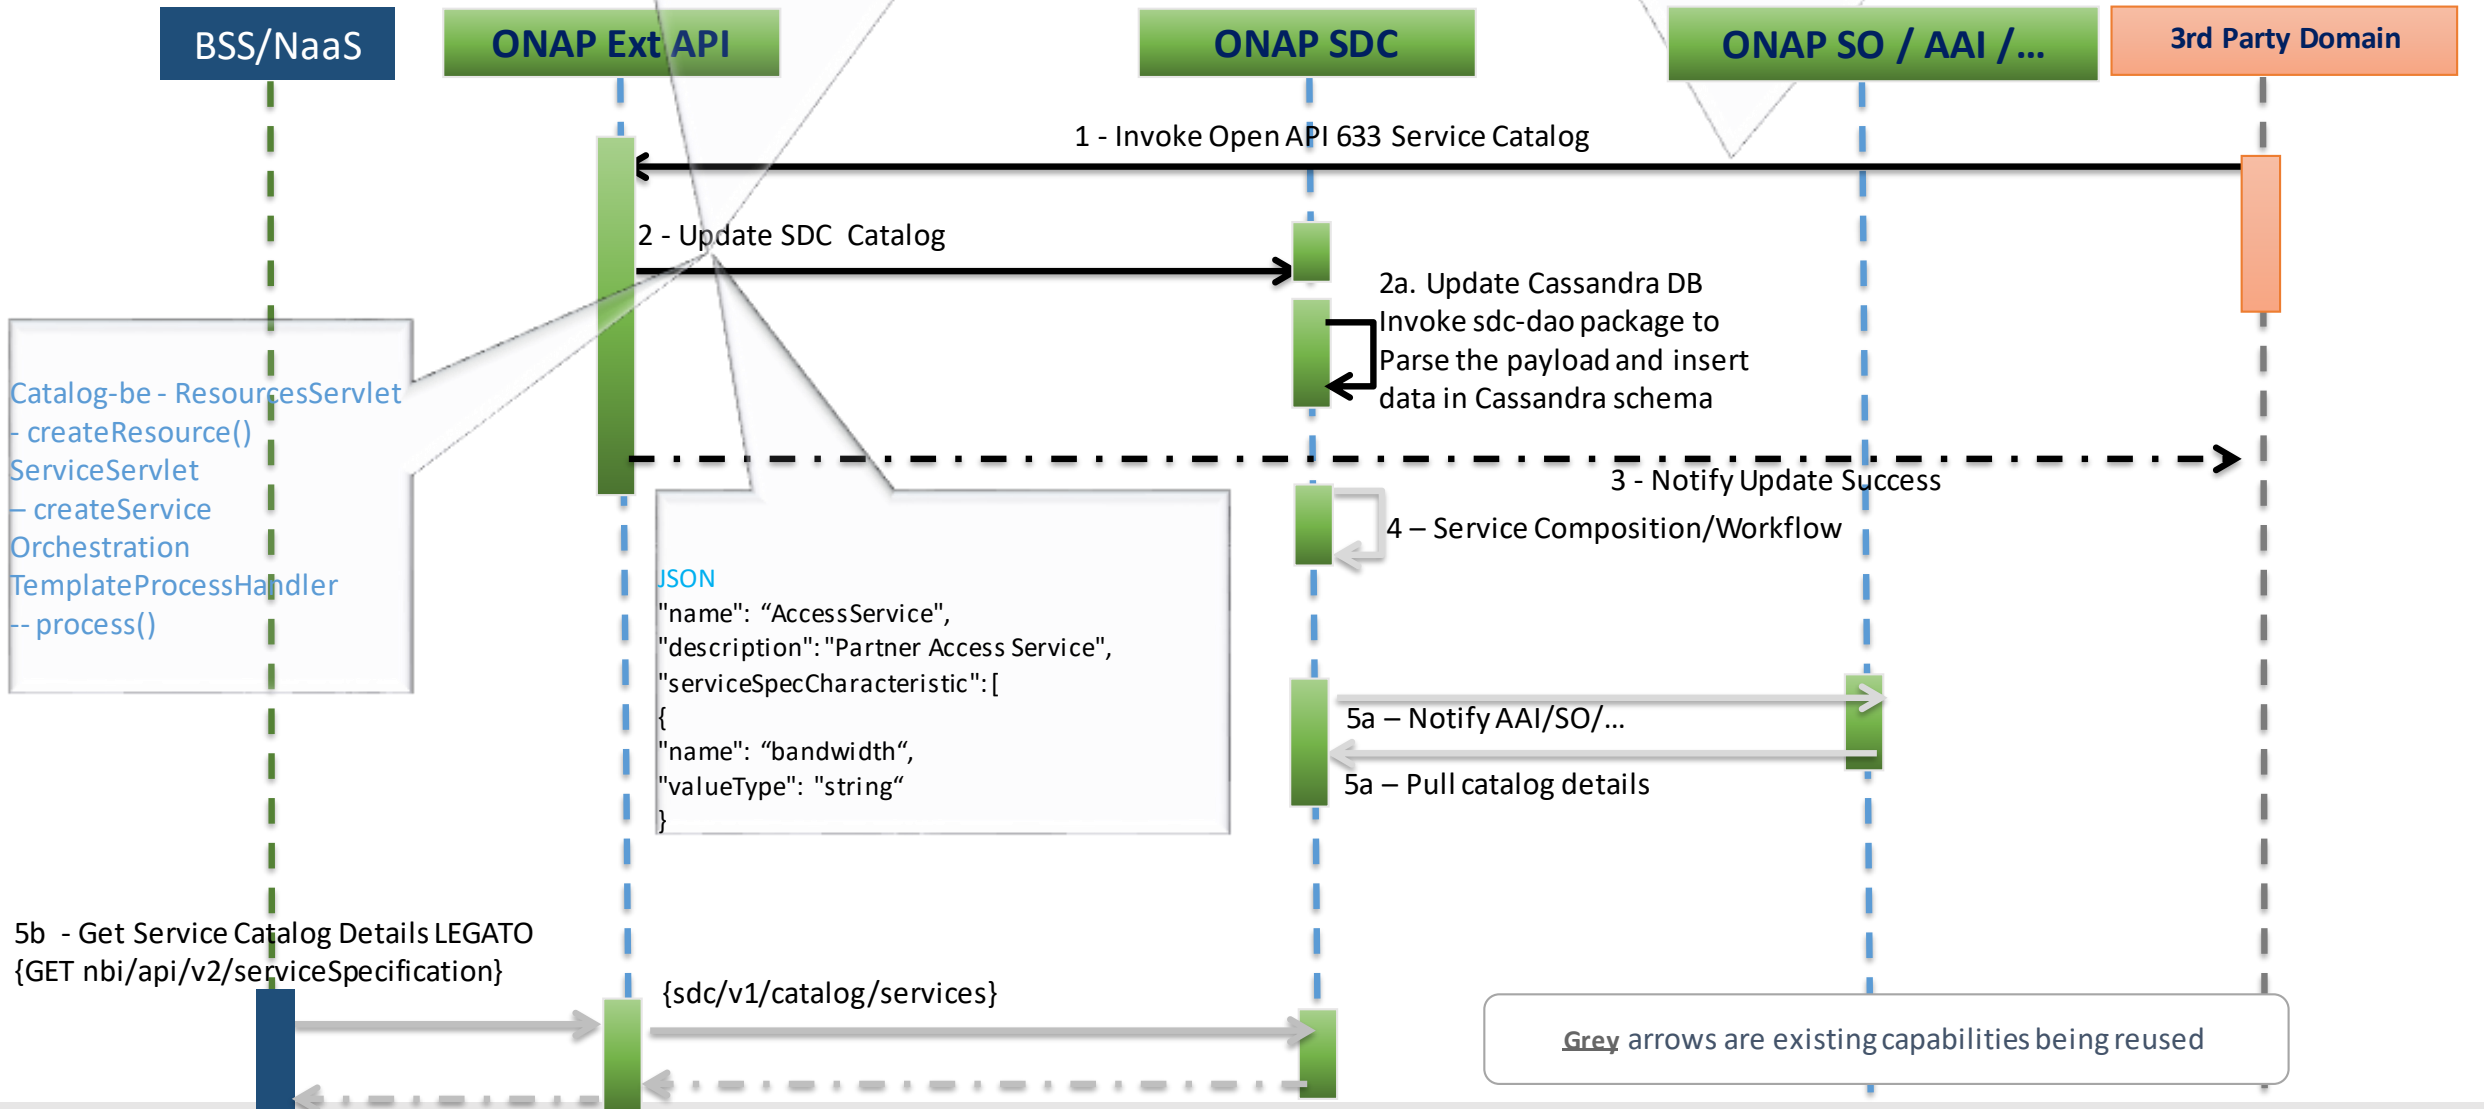 BSS/NaaS
ONAP Ext API
ONAP SDC
ONAP SO / AAI /...
3rd Party Domain
1 - Invoke Open API 633 Service Catalog
2 - Update SDC Catalog
2a. Update Cassandra DB
Invoke sdc-dao package to
Parse the payload and insert
data in Cassandra schema
Catalog-be - ResourcesServlet
- createResource()
ServiceServlet
– createService
Orchestration
TemplateProcessHandler
-- process()
3 - Notify Update Success
4 – Service Composition/Workflow
JSON
"name": “AccessService",
"description": "Partner Access Service",
"serviceSpecCharacteristic": [
{
"name": “bandwidth“,
"valueType": "string“
}
5a – Notify AAI/SO/...
5a – Pull catalog details
5b - Get Service Catalog Details LEGATO
{GET nbi/api/v2/serviceSpecification}
{sdc/v1/catalog/services}
Grey arrows are existing capabilities being reused